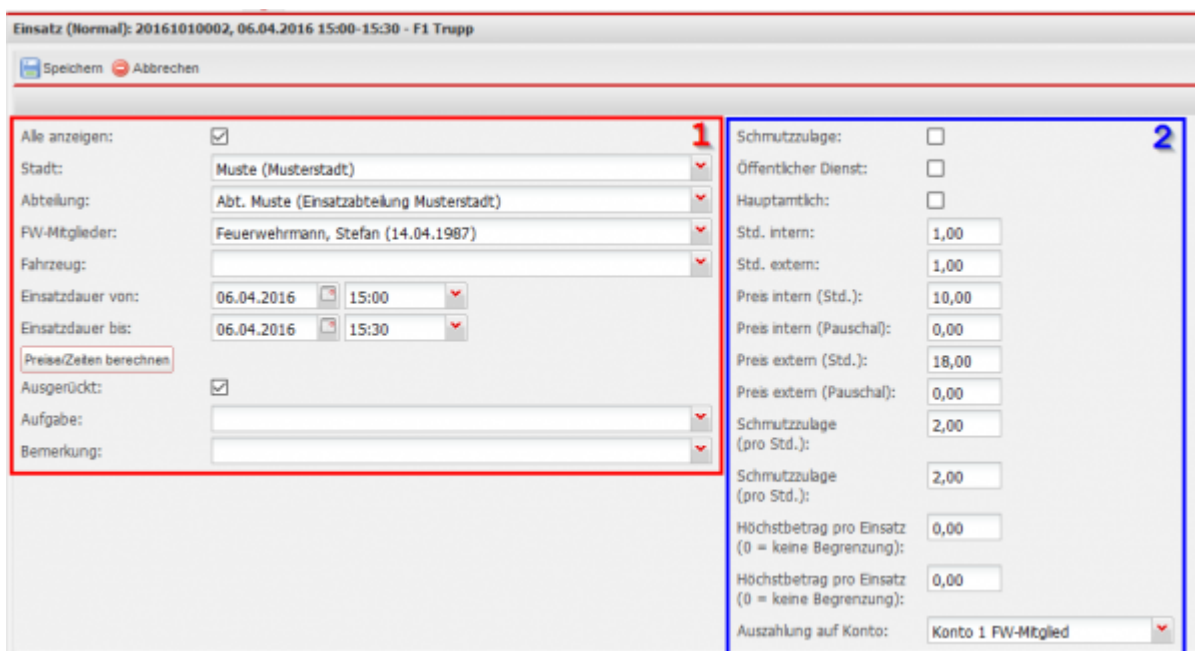 Einsatz (Normal): 20161010002, 06.04.2016 15:00-15:30 - F1 Trupp
Speichern Abbrechen
1
Alle anzeigen:
Stadt: Muste (Musterstadt)
Abteilung: Abt. Muste (Einsatzabteilung Musterstadt)
FW-Mitglieder: Feuerwehrmann, Stefan (14.04.1987)
Fahrzeug:
Einsatzdauer von: 06.04.2016 15:00
Einsatzdauer bis: 06.04.2016 15:30
Preise/Zeiten berechnen
Ausgerückt:
Aufgabe:
Bemerkung:
2
Schmutzzulage:
Öffentlicher Dienst:
Hauptamtlich:
Std. intern: 1,00
Std. extern: 1,00
Preis intern (Std.): 10,00
Preis intern (Pauschal): 0,00
Preis extern (Std.): 18,00
Preis extern (Pauschal): 0,00
Schmutzzulage 2,00
(pro Std.):
Schmutzzulage 2,00
(pro Std.):
Höchstbetrag pro Einsatz 0,00
(0 = keine Begrenzung):
Höchstbetrag pro Einsatz 0,00
(0 = keine Begrenzung):
Auszahlung auf Konto: Konto 1 FW-Mitglied